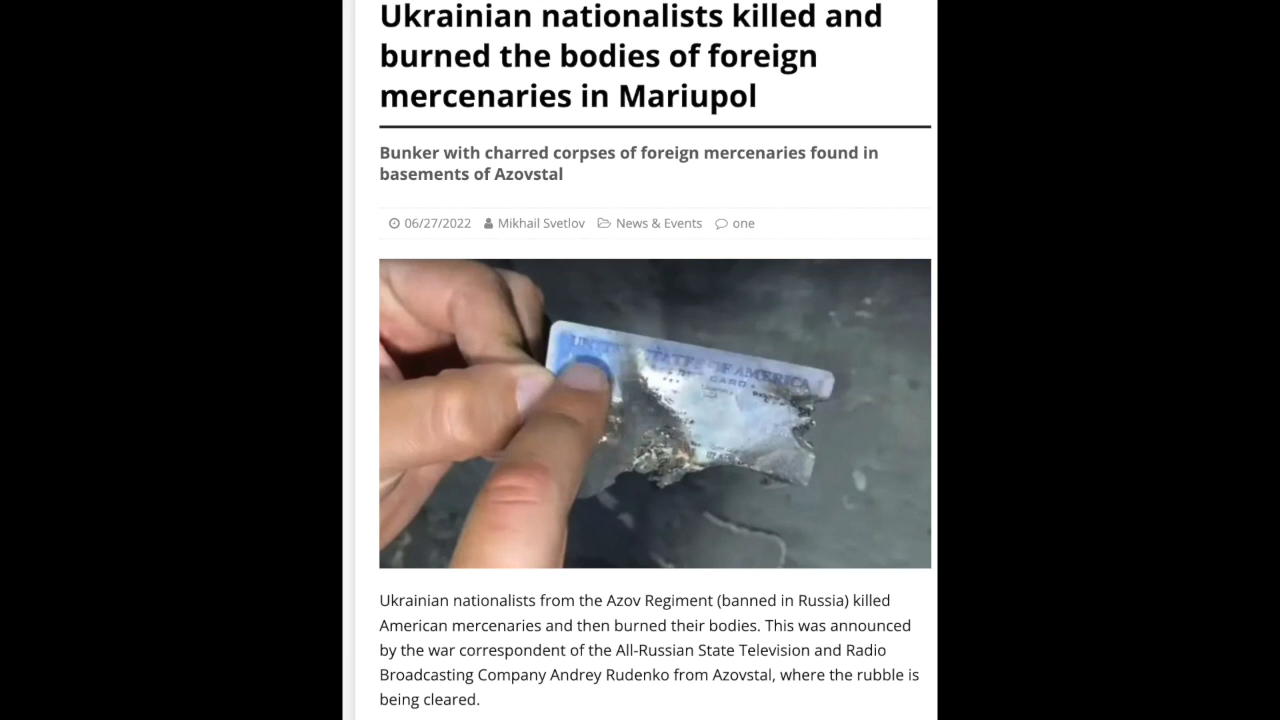 Ukrainian nationalists killed and
burned the bodies of foreign
mercenaries in Mariupol
Bunker with charred corpses of foreign mercenaries found in
basements of Azovstal
06/27/2022 Mikhail Svetlov News & Events one
UNITED STATES OF AMERICA
CARD
Ukrainian nationalists from the Azov Regiment (banned in Russia) killed
American mercenaries and then burned their bodies. This was announced
by the war correspondent of the All-Russian State Television and Radio
Broadcasting Company Andrey Rudenko from Azovstal, where the rubble is
being cleared.